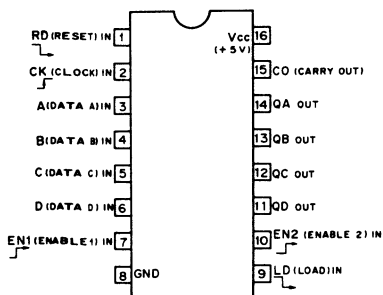 RD (RESET) IN 1
CK (CLOCK) IN 2
A (DATA A) IN 3
B (DATA B) IN 4
C (DATA C) IN 5
D (DATA D) IN 6
EN1 (ENABLE 1) IN 7
8 GND
Vcc 16
(+5V)
15 CO (CARRY OUT)
14 QA OUT
13 QB OUT
12 QC OUT
11 QD OUT
10 EN2 (ENABLE 2) IN
9 LD (LOAD) IN